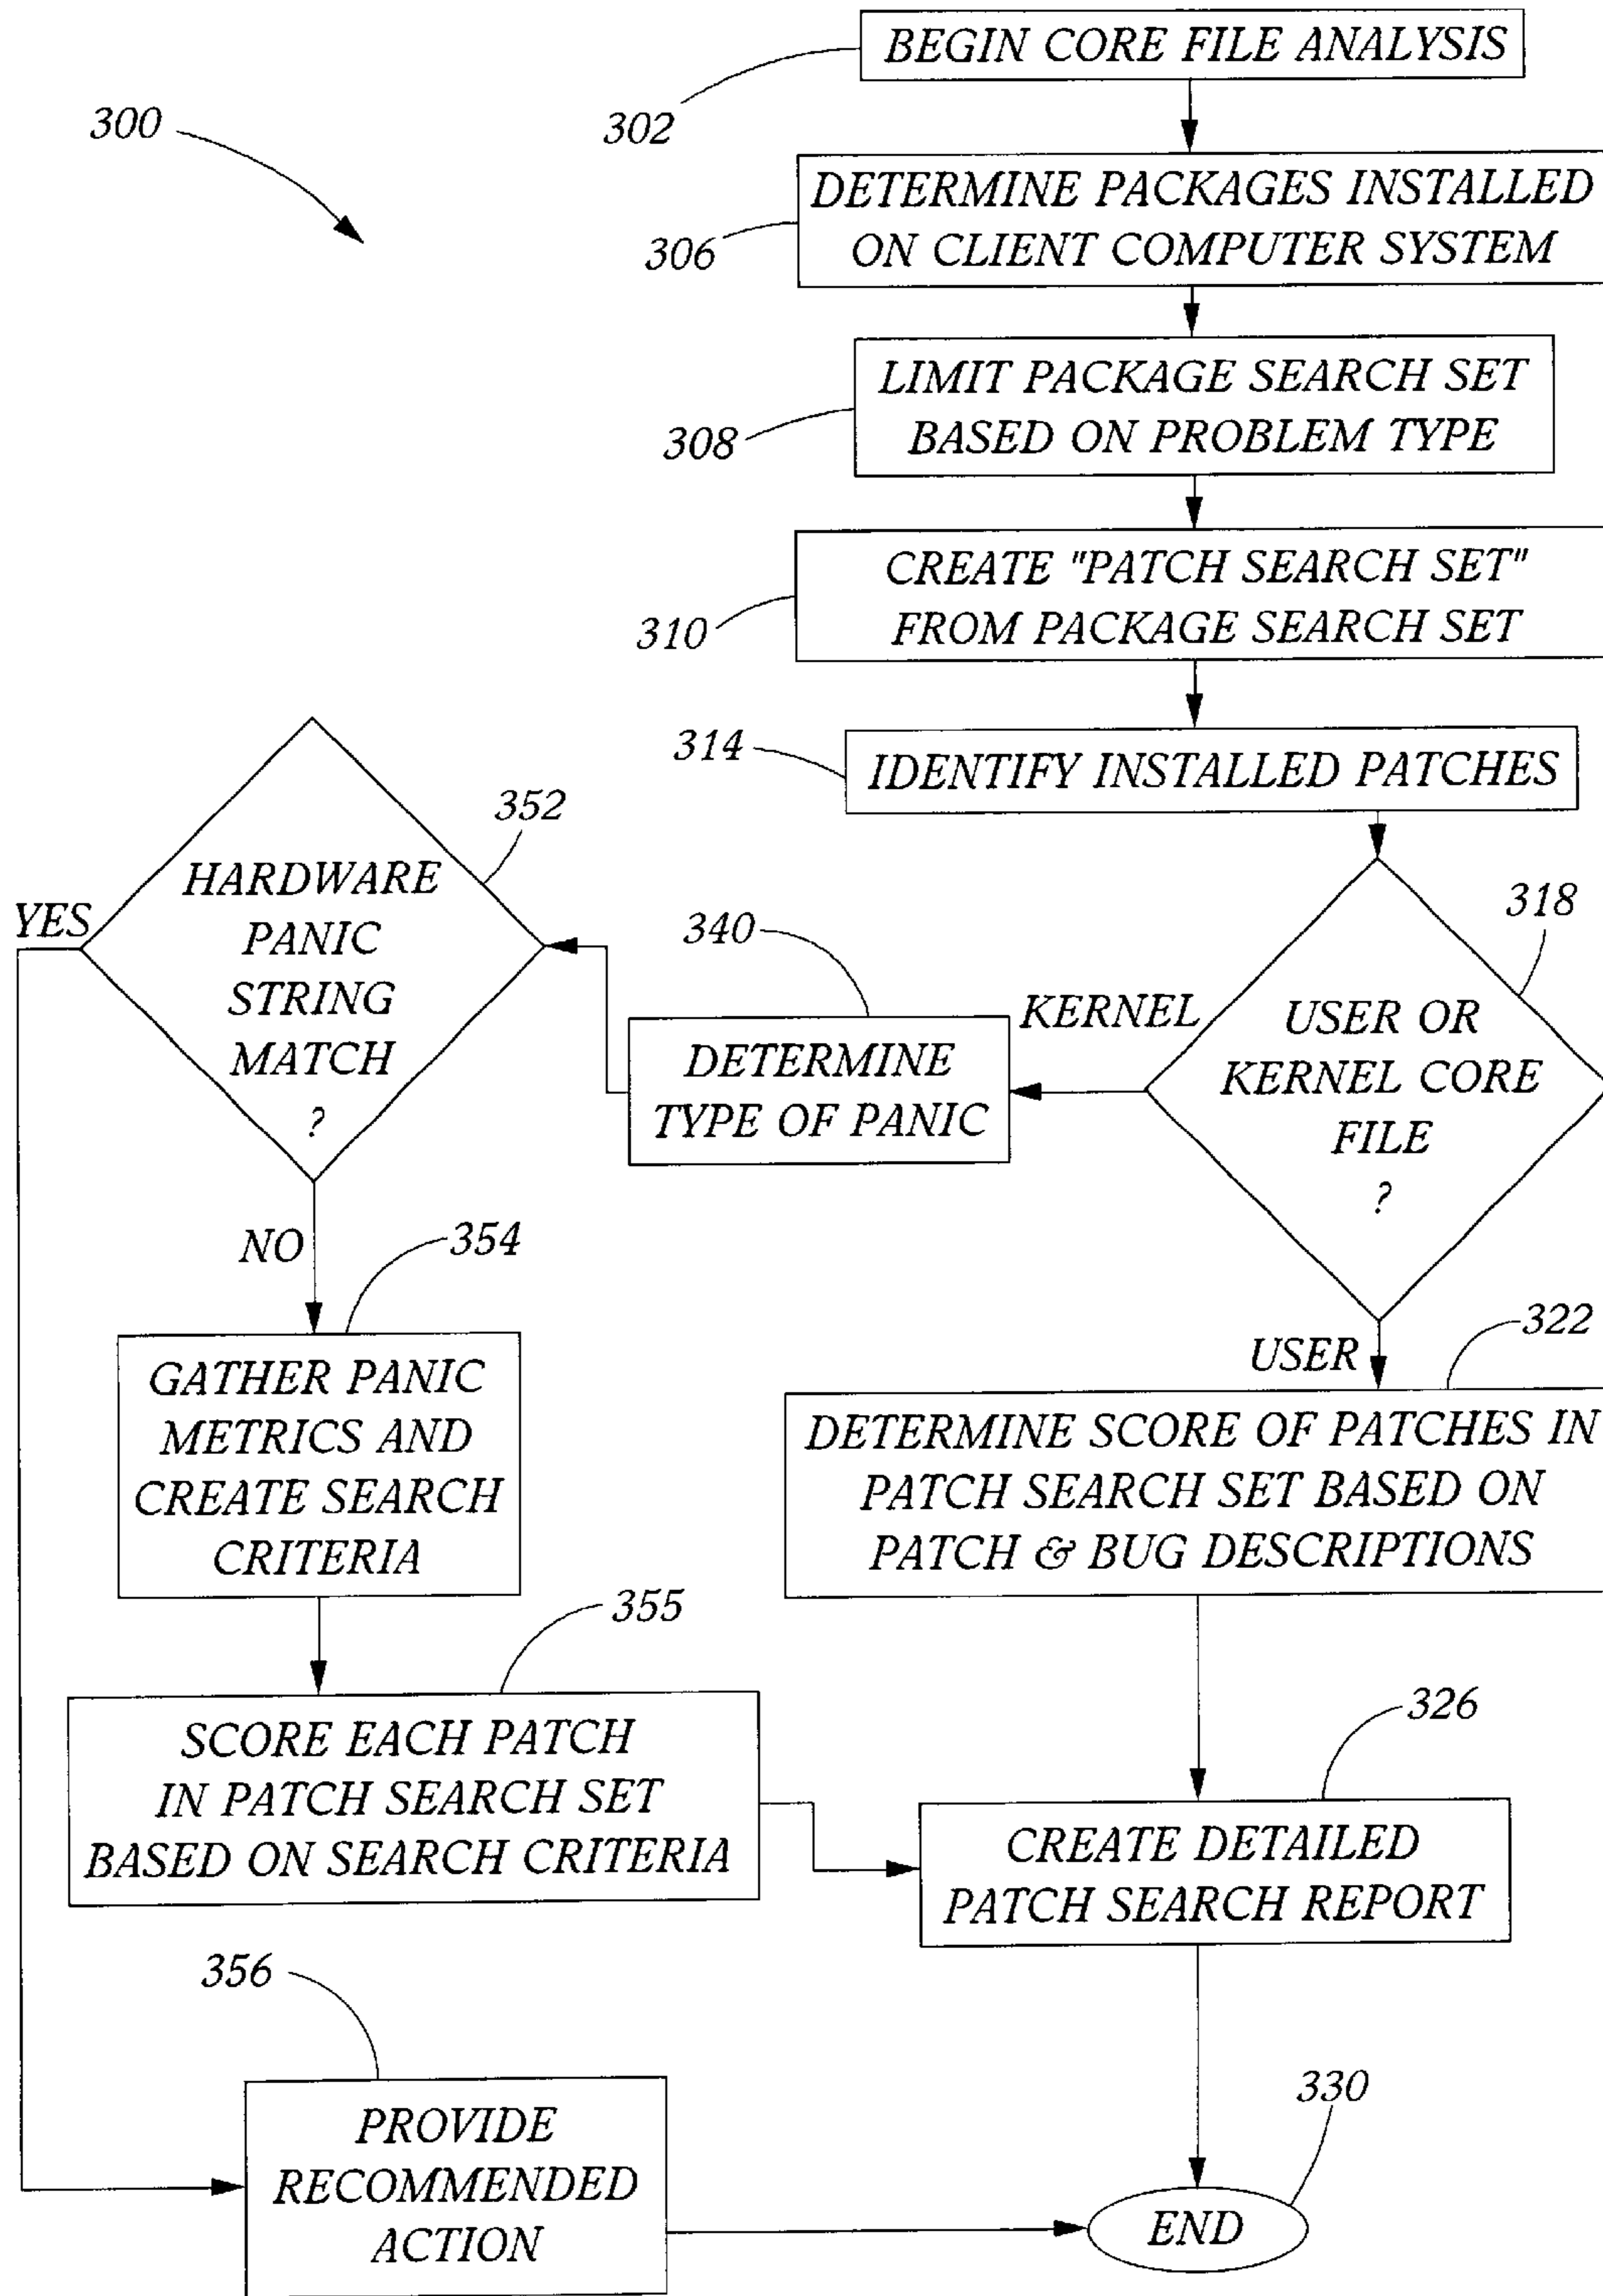 BEGIN CORE FILE ANALYSIS
300
302
DETERMINE PACKAGES INSTALLED
ON CLIENT COMPUTER SYSTEM
306
LIMIT PACKAGE SEARCH SET
BASED ON PROBLEM TYPE
308
CREATE "PATCH SEARCH SET"
FROM PACKAGE SEARCH SET
310
314
IDENTIFY INSTALLED PATCHES
352
HARDWARE
PANIC
STRING
MATCH
?
YES
340
318
KERNEL
USER OR
KERNEL CORE
FILE
?
DETERMINE
TYPE OF PANIC
NO
354
322
USER
GATHER PANIC
METRICS AND
CREATE SEARCH
CRITERIA
DETERMINE SCORE OF PATCHES IN
PATCH SEARCH SET BASED ON
PATCH & BUG DESCRIPTIONS
355
SCORE EACH PATCH
IN PATCH SEARCH SET
BASED ON SEARCH CRITERIA
326
CREATE DETAILED
PATCH SEARCH REPORT
356
PROVIDE
RECOMMENDED
ACTION
330
END